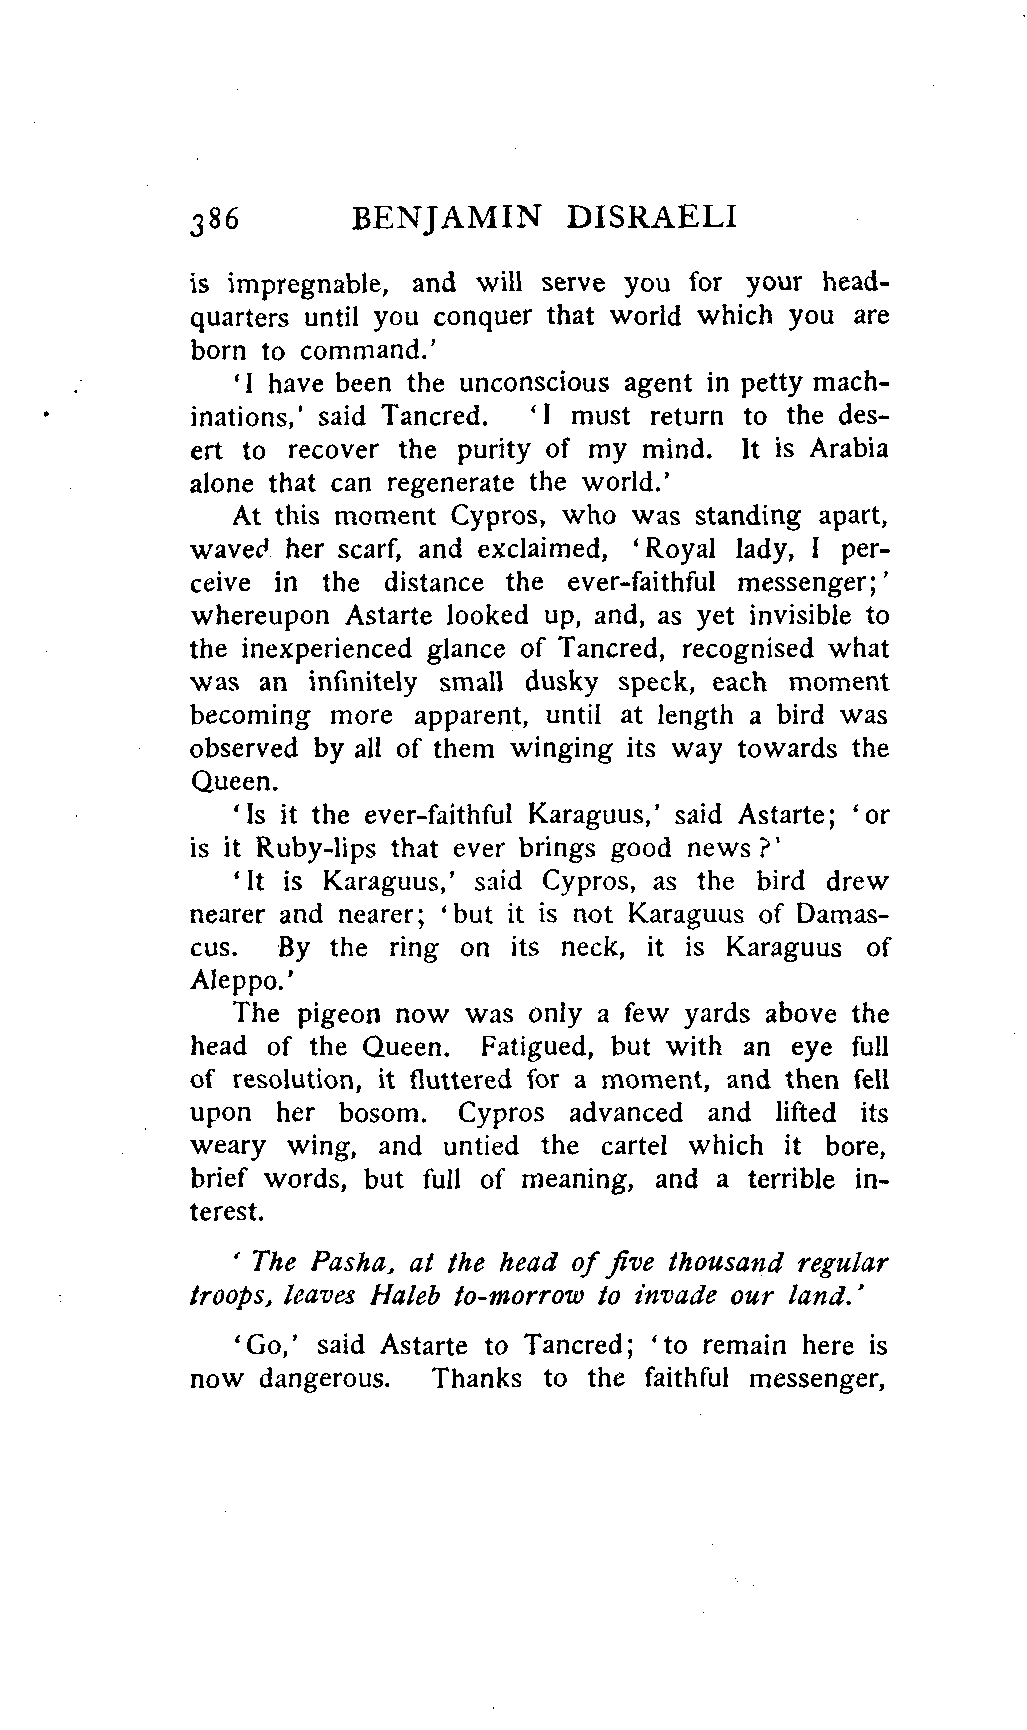 386 BENJAMIN DISRAELI
is impregnable, and will serve you for your head-
quarters until you conquer that world which you are
born to command.'
'I have been the unconscious agent in petty mach-
inations,' said Tancred. 'I must return to the des-
ert to recover the purity of my mind. It is Arabia
alone that can regenerate the world.'
At this moment Cypros, who was standing apart,
waved her scarf, and exclaimed, 'Royal lady, I per-
ceive in the distance the ever-faithful messenger;'
whereupon Astarte looked up, and, as yet invisible to
the inexperienced glance of Tancred, recognised what
was an infinitely small dusky speck, each moment
becoming more apparent, until at length a bird was
observed by all of them winging its way towards the
Queen.
'Is it the ever-faithful Karaguus,' said Astarte; 'or
is it Ruby-lips that ever brings good news?'
'It is Karaguus,' said Cypros, as the bird drew
nearer and nearer; 'but it is not Karaguus of Damas-
cus. By the ring on its neck, it is Karaguus of
Aleppo.'
The pigeon now was only a few yards above the
head of the Queen. Fatigued, but with an eye full
of resolution, it fluttered for a moment, and then fell
upon her bosom. Cypros advanced and lifted its
weary wing, and untied the cartel which it bore,
brief words, but full of meaning, and a terrible in-
terest.
'The Pasha, at the head of five thousand regular
troops, leaves Haleb to-morrow to invade our land.'
'Go,' said Astarte to Tancred; 'to remain here is
now dangerous. Thanks to the faithful messenger,